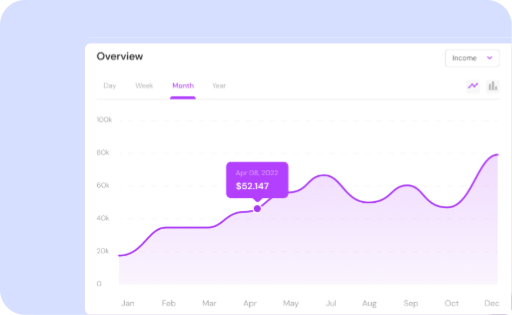 Overview
Income
Day Week Month Year
100k
80k
Apr 08, 2022
$52.147
60k
40k
20k
0
Jan Feb Mar Apr May Jul Aug Sep Oct Dec